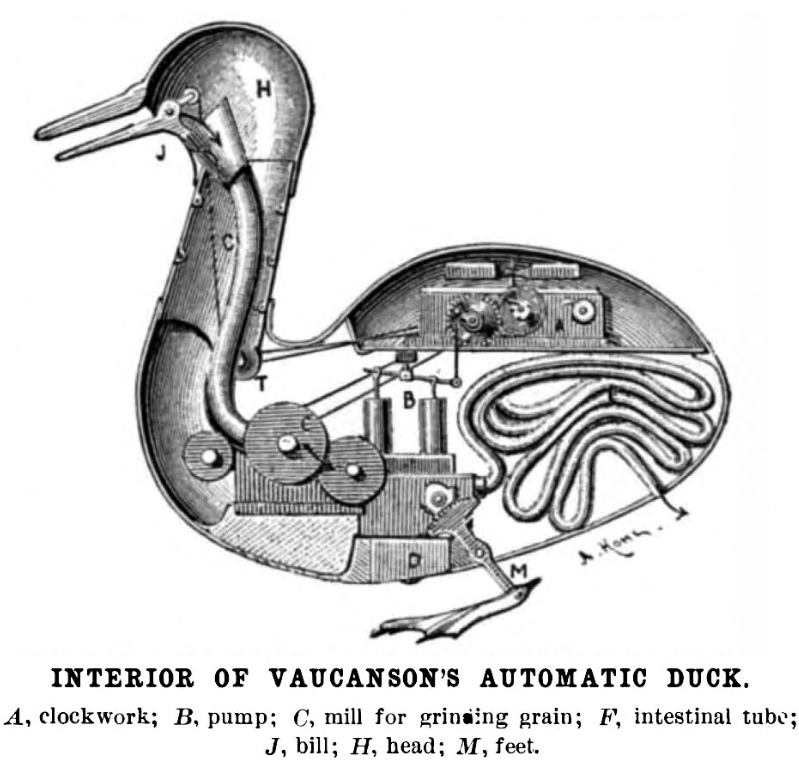 H
J
C
A
T
B
C
D
M
INTERIOR OF VAUCANSON'S AUTOMATIC DUCK.
A, clockwork; B, pump; C, mill for grinding grain; F, intestinal tube;
J, bill; H, head; M, feet.